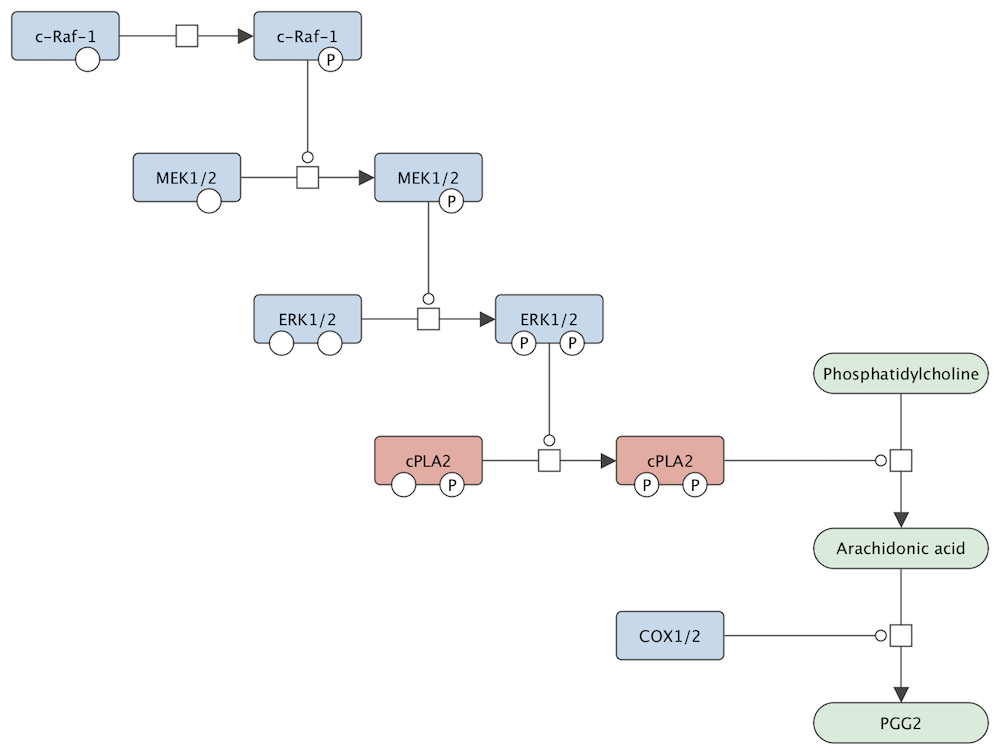 c-Raf-1
c-Raf-1
P
MEK1/2
MEK1/2
P
ERK1/2
ERK1/2
P
P
Phosphatidylcholine
cPLA2
P
cPLA2
P
P
Arachidonic acid
COX1/2
PGG2